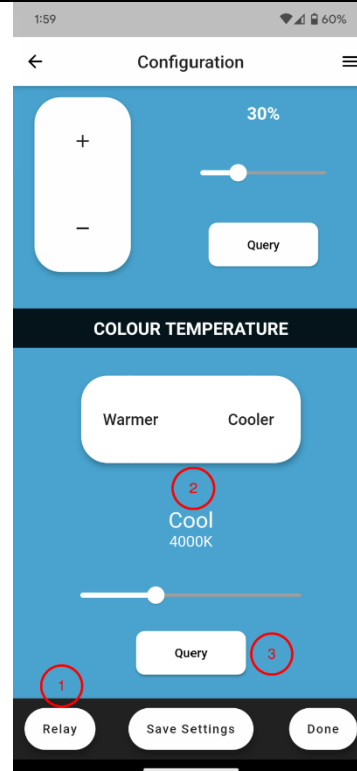 1:59 60%
Configuration
+
30%
−
Query
COLOUR TEMPERATURE
Warmer Cooler
2
Cool
4000K
Query 3
1
Relay Save Settings Done